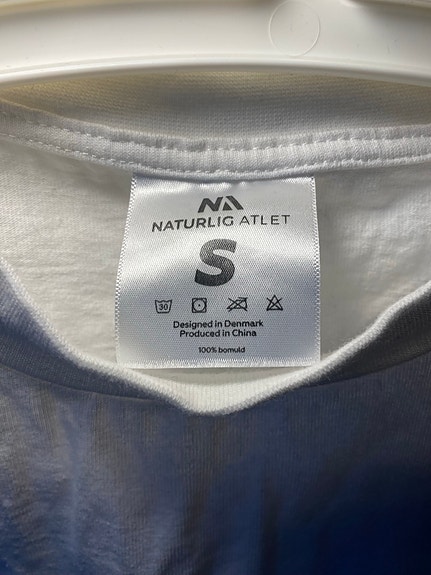 NA
NATURLIG ATLET
S
30
Designed in Denmark
Produced in China
100% bomuld